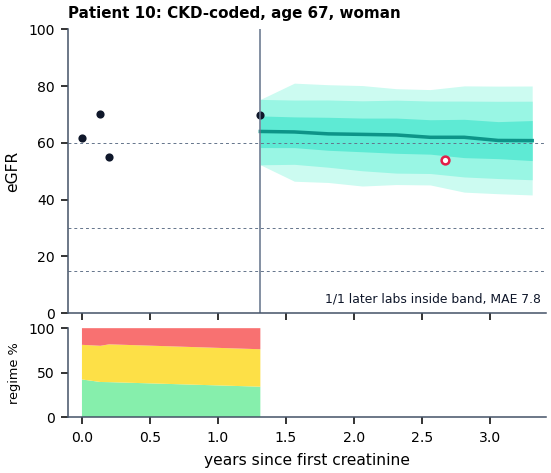 Patient 10: CKD-coded, age 67, woman
100
80
60
40
20
0
eGFR
1/1 later labs inside band, MAE 7.8
100
50
0
regime %
0.0 0.5 1.0 1.5 2.0 2.5 3.0
years since first creatinine